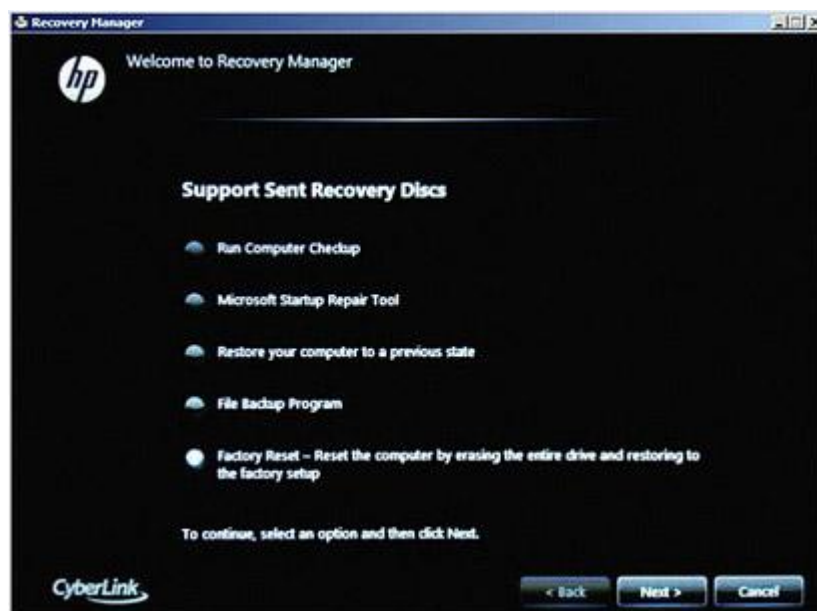 Recovery Manager
hp
Welcome to Recovery Manager
Support Sent Recovery Discs
Run Computer Checkup
Microsoft Startup Repair Tool
Restore your computer to a previous state
File Backup Program
Factory Reset – Reset the computer by erasing the entire drive and restoring to
the factory setup
To continue, select an option and then click Next.
CyberLink
< Back
Next >
Cancel